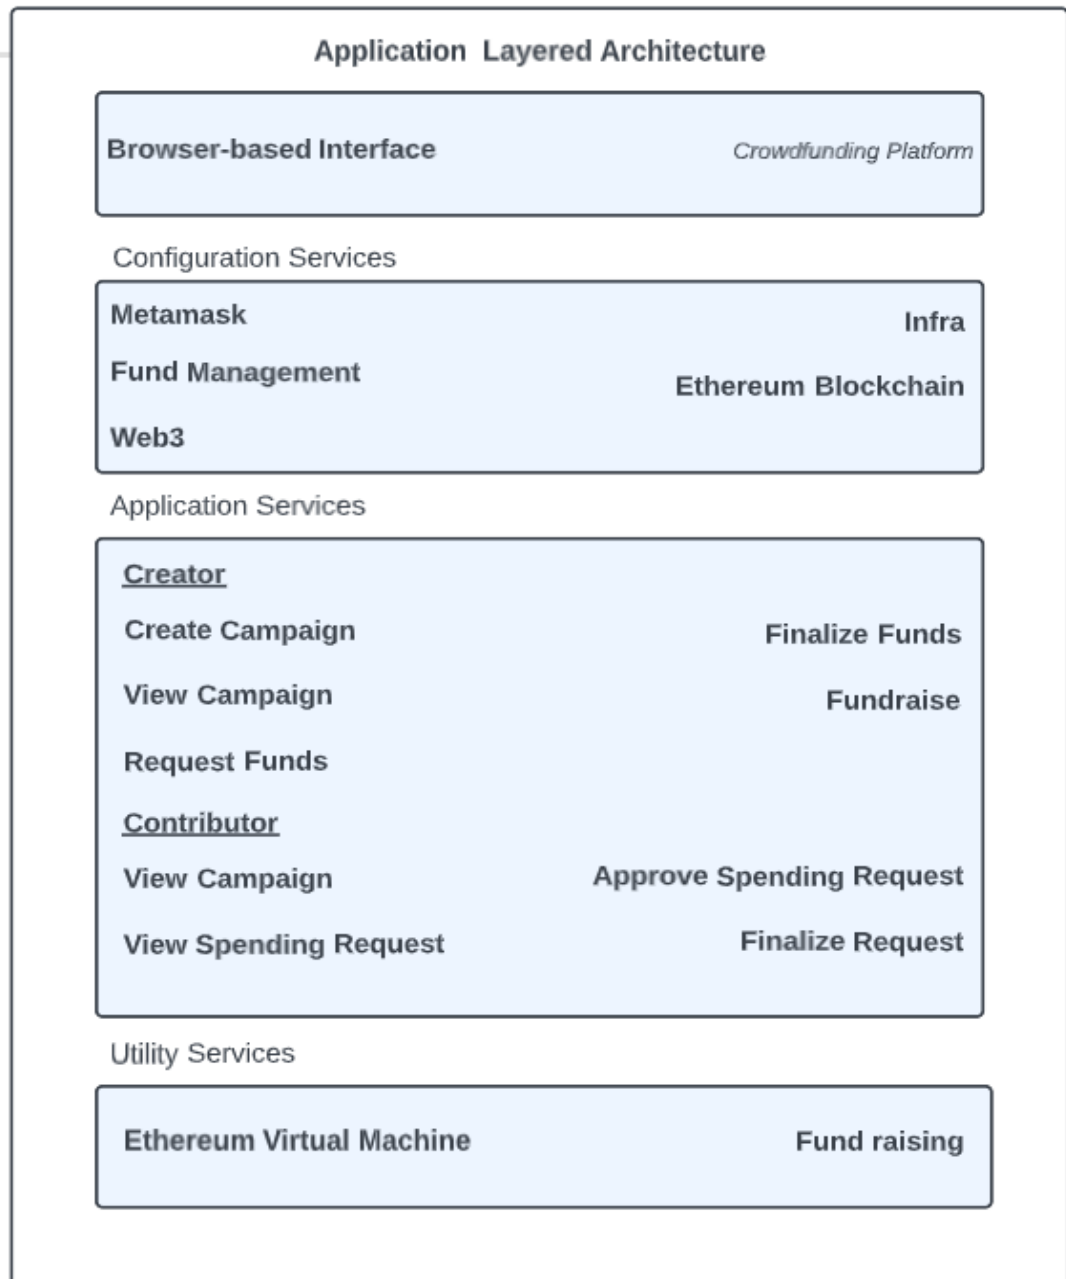 Application Layered Architecture
Browser-based Interface Crowdfunding Platform
Configuration Services
Metamask Infra
Fund Management Ethereum Blockchain
Web3
Application Services
Creator
Create Campaign Finalize Funds
View Campaign Fundraise
Request Funds
Contributor
View Campaign Approve Spending Request
View Spending Request Finalize Request
Utility Services
Ethereum Virtual Machine Fund raising